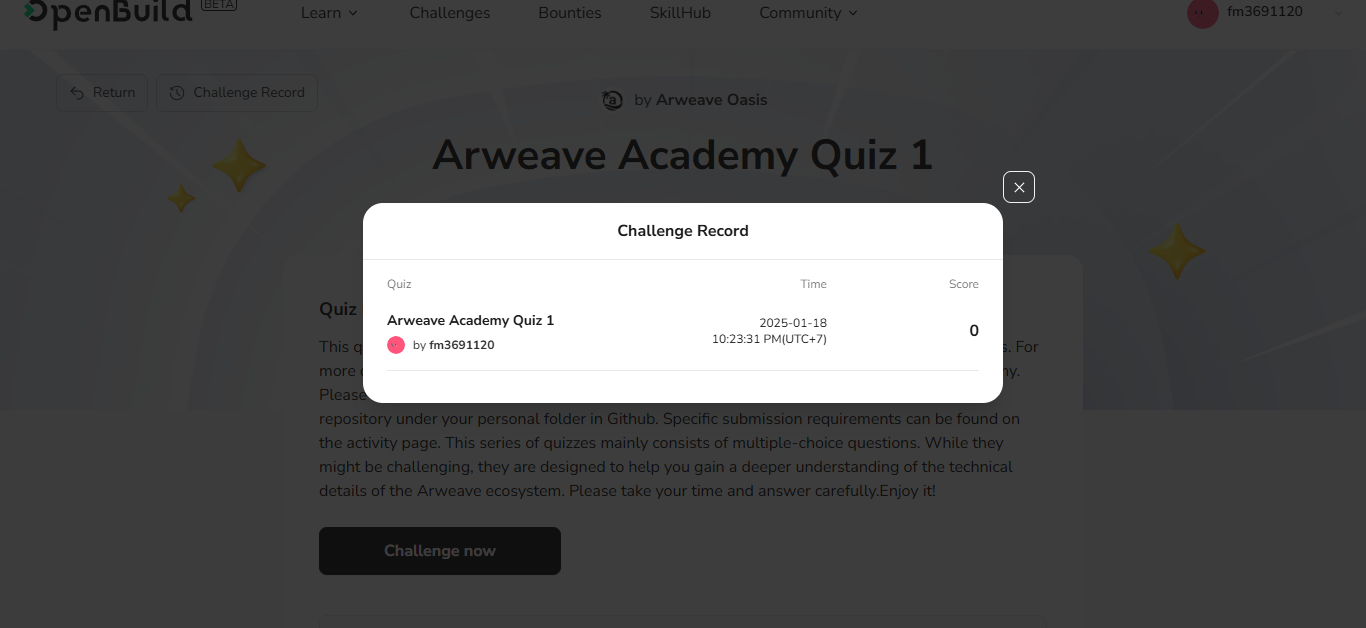 OpenBuild BETA
Learn
Challenges
Bounties
SkillHub
Community
fm3691120
Return
Challenge Record
by Arweave Oasis
Arweave Academy Quiz 1
Challenge Record
Quiz
Time
Score
Arweave Academy Quiz 1
by fm3691120
2025-01-18
10:23:31 PM(UTC+7)
0
Quiz
This q
s. For
more
ny.
Please
repository under your personal folder in Github. Specific submission requirements can be found on
the activity page. This series of quizzes mainly consists of multiple-choice questions. While they
might be challenging, they are designed to help you gain a deeper understanding of the technical
details of the Arweave ecosystem. Please take your time and answer carefully.Enjoy it!
Challenge now